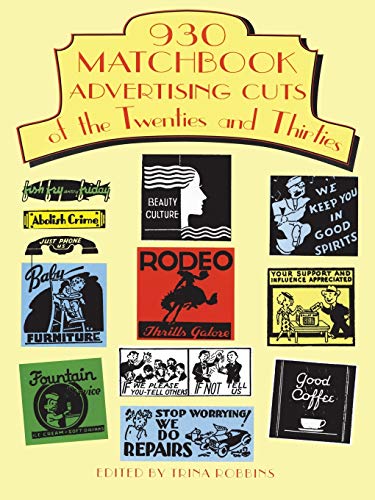 930
MATCHBOOK
ADVERTISING CUTS
of the Twenties and Thirties
fish fry every friday
"Abolish Crime"
JUST PHONE
US
BEAUTY
CULTURE
WE
KEEP YOU
IN
GOOD
SPIRITS
Baby
FURNITURE
RODEO
Thrills Galore
YOUR SUPPORT AND
INFLUENCE APPRECIATED
Fountain
Service
ICE CREAM - SOFT DRINKS
IF WE PLEASE
YOU - TELL OTHERS
IF NOT TELL
US
Good
Coffee
STOP WORRYING!
WE DO
REPAIRS
EDITED BY TRINA ROBBINS